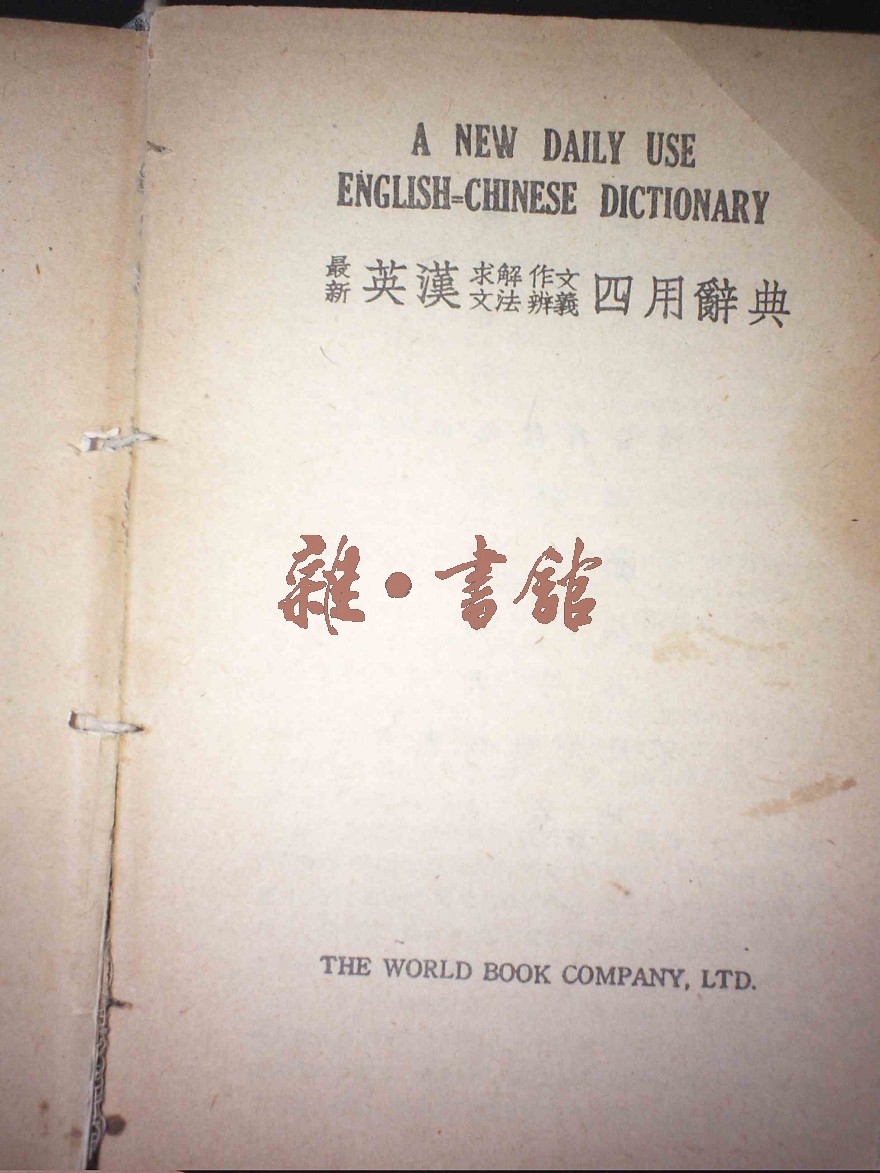 A NEW DAILY USE
ENGLISH=CHINESE DICTIONARY
最新英漢求解作文文法辨義四用辭典
雜·書館
THE WORLD BOOK COMPANY, LTD.